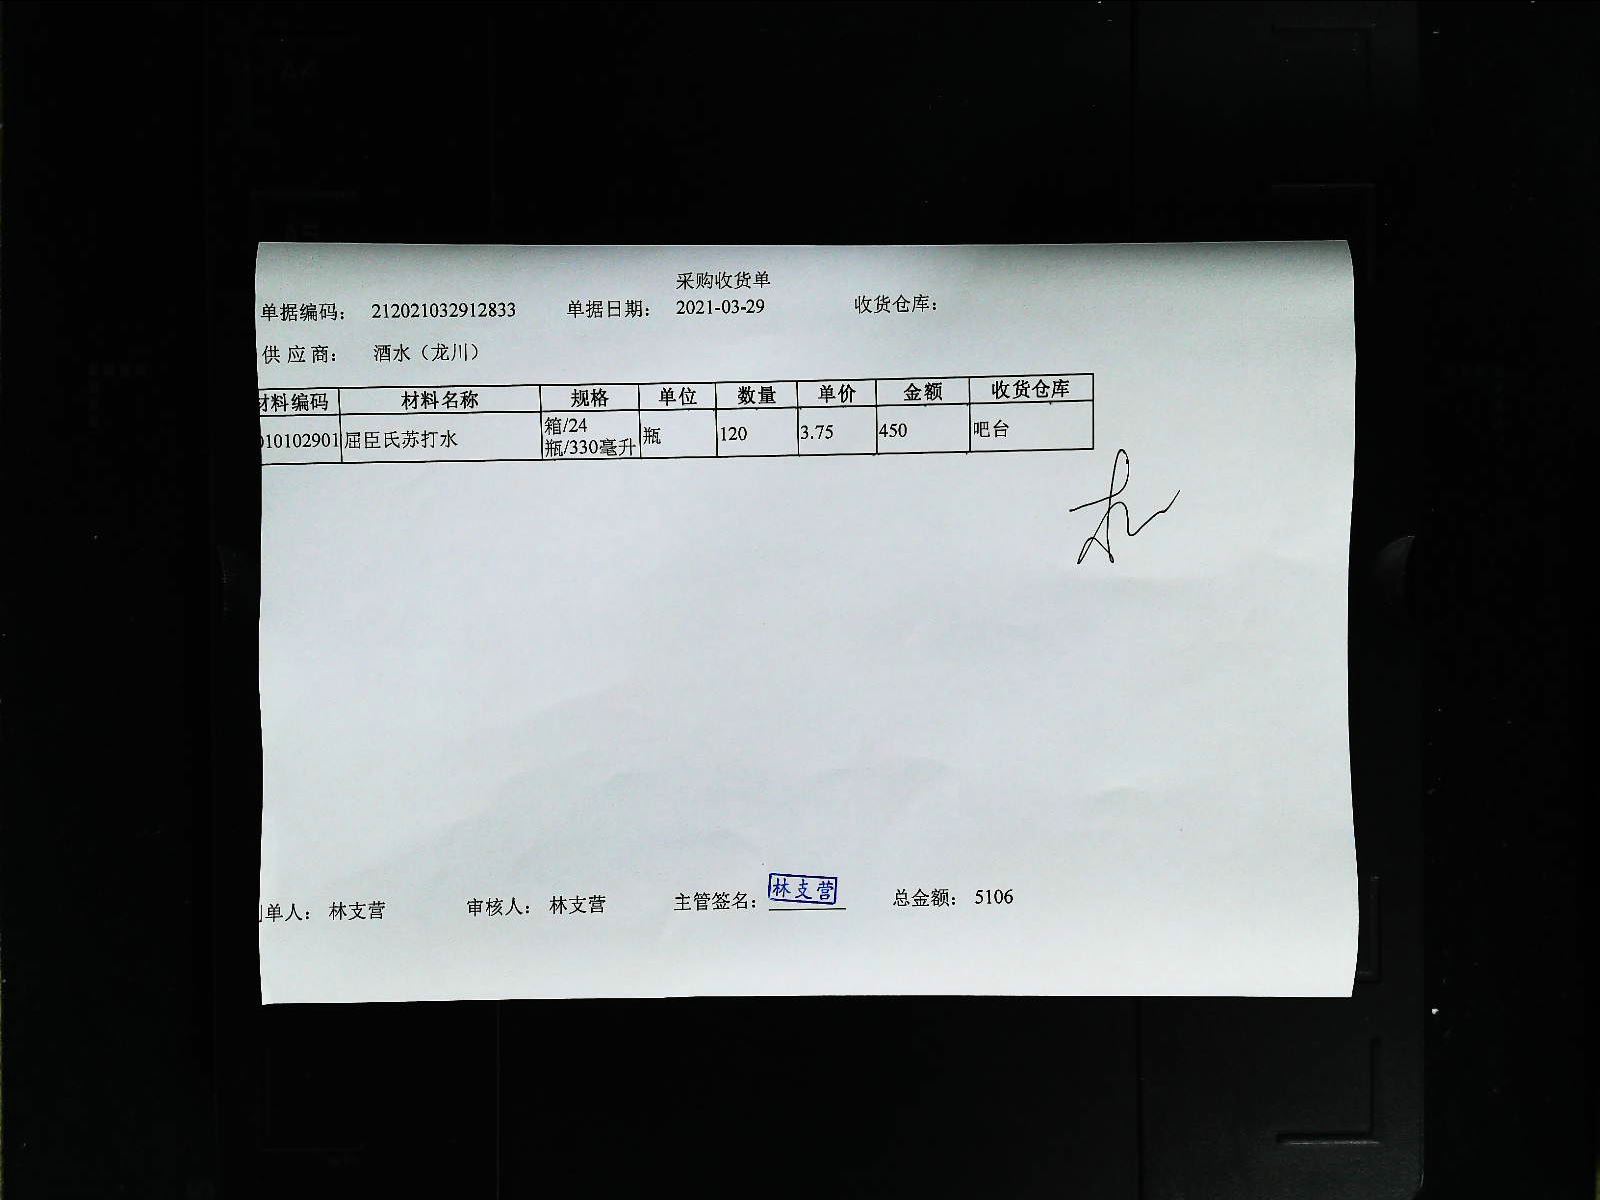 采购收货单
单据编码: 212021032912833 单据日期: 2021-03-29 收货仓库:
供 应 商: 酒水（龙川）
材料编码 材料名称 规格 单位 数量 单价 金额 收货仓库
010102901 屈臣氏苏打水 箱/24瓶/330毫升 瓶 120 3.75 450 吧台
单人: 林支营 审核人: 林支营 主管签名: 林支营 总金额: 5106